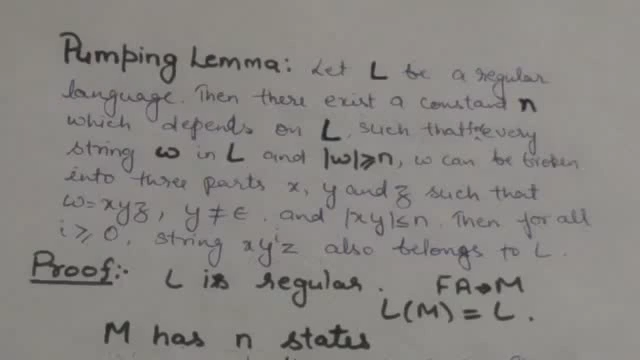 Pumping Lemma: Let L be a regular
language. Then there exist a constant n
which depends on L, such that for every
string w in L and |w|≥n, w can be broken
into three parts x, y and z such that
w=xyz, y≠ϵ and |xy|≤n. Then for all
i≥0, string xyⁱz also belongs to L.
Proof:- L is regular. FA→M
L(M) = L.
M has n states